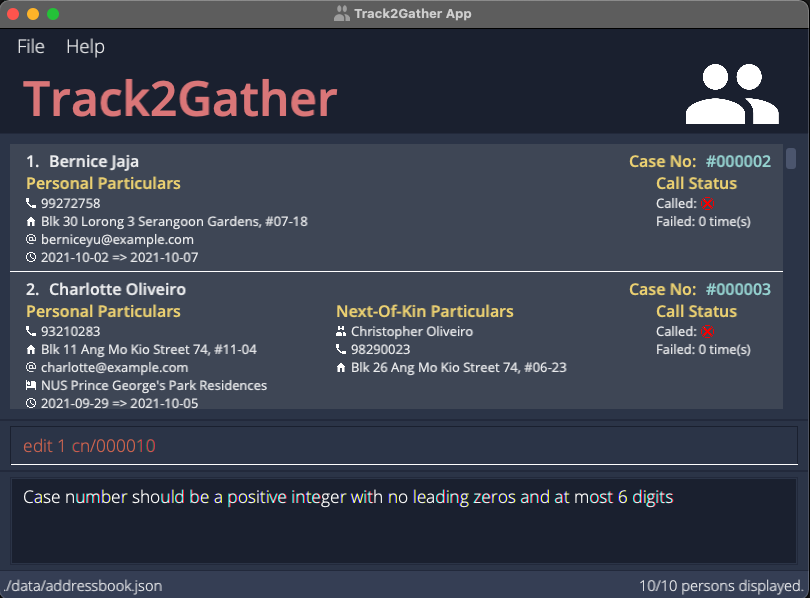 Track2Gather App
File Help
Track2Gather
1. Bernice Jaja Case No: #000002
Personal Particulars Call Status
99272758 Called:
Blk 30 Lorong 3 Serangoon Gardens, #07-18 Failed: 0 time(s)
berniceyu@example.com
2021-10-02 => 2021-10-07
2. Charlotte Oliveiro Case No: #000003
Personal Particulars Next-Of-Kin Particulars Call Status
93210283 Christopher Oliveiro Called:
Blk 11 Ang Mo Kio Street 74, #11-04 98290023 Failed: 0 time(s)
charlotte@example.com Blk 26 Ang Mo Kio Street 74, #06-23
NUS Prince George's Park Residences
2021-09-29 => 2021-10-05
edit 1 cn/000010
Case number should be a positive integer with no leading zeros and at most 6 digits
./data/addressbook.json 10/10 persons displayed.